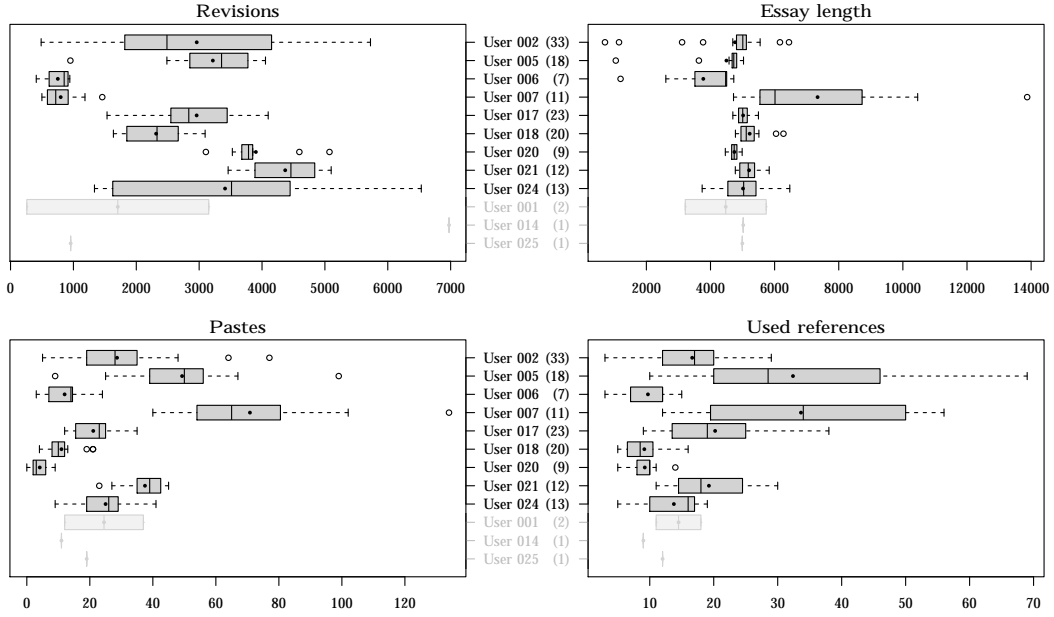 Revisions
Essay length
User 002 (33)
User 005 (18)
User 006 (7)
User 007 (11)
User 017 (23)
User 018 (20)
User 020 (9)
User 021 (12)
User 024 (13)
User 001 (2)
User 014 (1)
User 025 (1)
0 1000 2000 3000 4000 5000 6000 7000
2000 4000 6000 8000 10000 12000 14000
Pastes
Used references
User 002 (33)
User 005 (18)
User 006 (7)
User 007 (11)
User 017 (23)
User 018 (20)
User 020 (9)
User 021 (12)
User 024 (13)
User 001 (2)
User 014 (1)
User 025 (1)
0 20 40 60 80 100 120
10 20 30 40 50 60 70